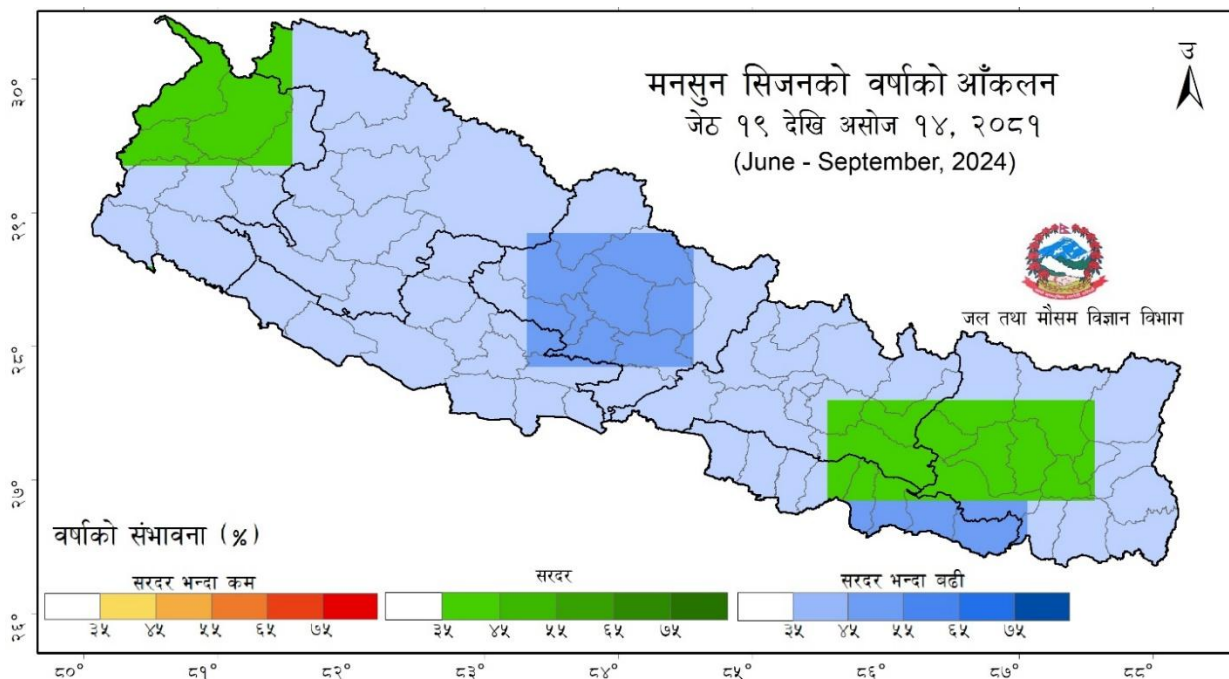 मनसुन सिजनको वर्षाको आँकलन
जेठ १९ देखि असोज १४, २०८१
(June - September, 2024)
उ
जल तथा मौसम विज्ञान विभाग
३०°
२९°
२८°
२७°
२६°
वर्षाको संभावना (%)
सरदर भन्दा कम
३५ ४५ ५५ ६५ ७५
सरदर
३५ ४५ ५५ ६५ ७५
सरदर भन्दा बढी
३५ ४५ ५५ ६५ ७५
८०° ८१° ८२° ८३° ८४° ८५° ८६° ८७° ८८°